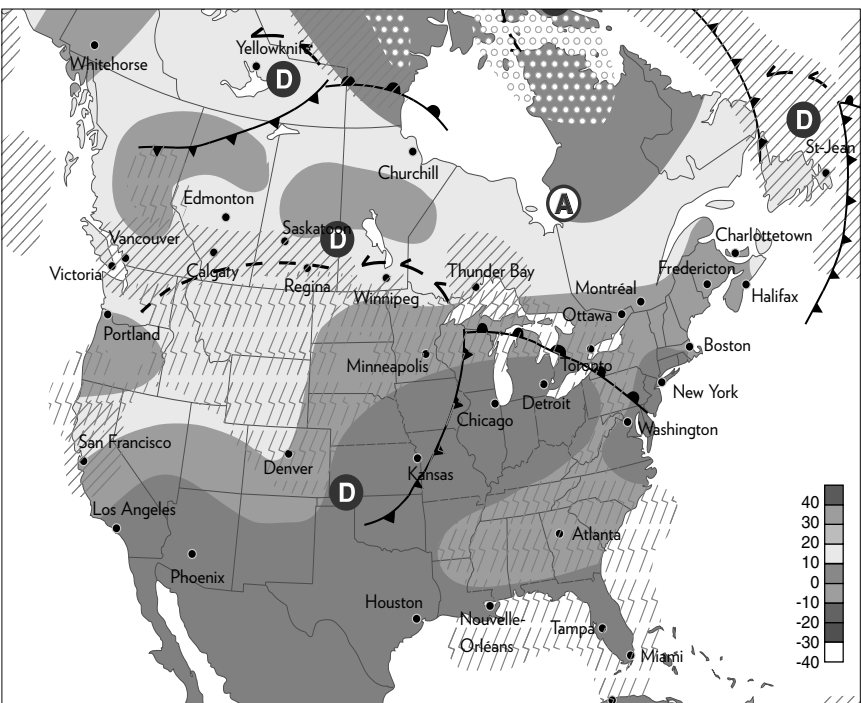 Yellowknife
Whitehorse
D
D
St-Jean
Churchill
Edmonton
A
Saskatoon
D
Vancouver
Charlottetown
Victoria
Calgary
Regina
Winnipeg
Thunder Bay
Fredericton
Montréal
Halifax
Ottawa
Portland
Minneapolis
Toronto
Boston
New York
Detroit
Chicago
Washington
San Francisco
Denver
Kansas
D
Los Angeles
Atlanta
Phoenix
Houston
Nouvelle-
Orléans
Tampa
Miami
40
30
20
10
0
-10
-20
-30
-40